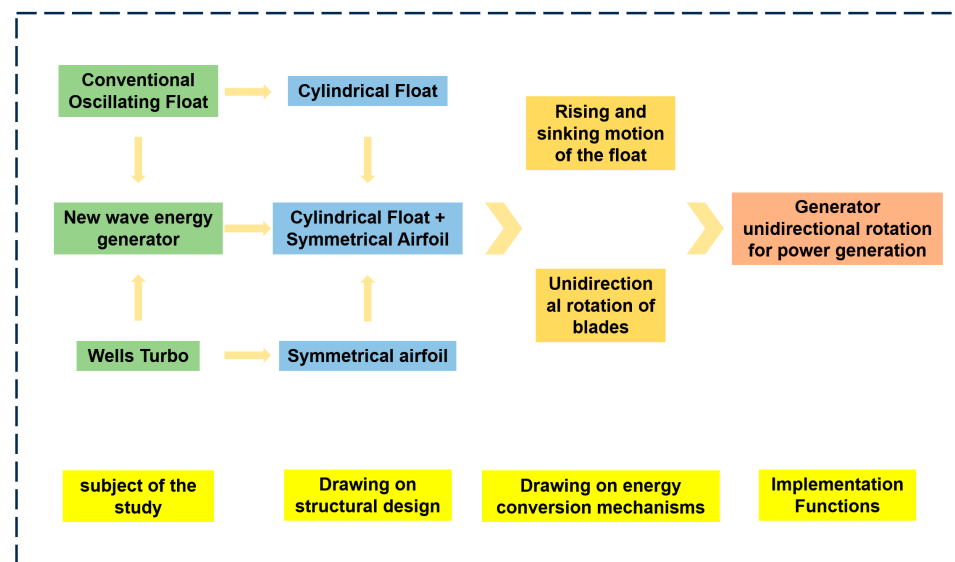 Conventional
Oscillating Float
Cylindrical Float
Rising and
sinking motion
of the float
New wave energy
generator
Cylindrical Float +
Symmetrical Airfoil
Generator
unidirectional rotation
for power generation
Unidirection
al rotation of
blades
Wells Turbo
Symmetrical airfoil
subject of the
study
Drawing on
structural design
Drawing on energy
conversion mechanisms
Implementation
Functions